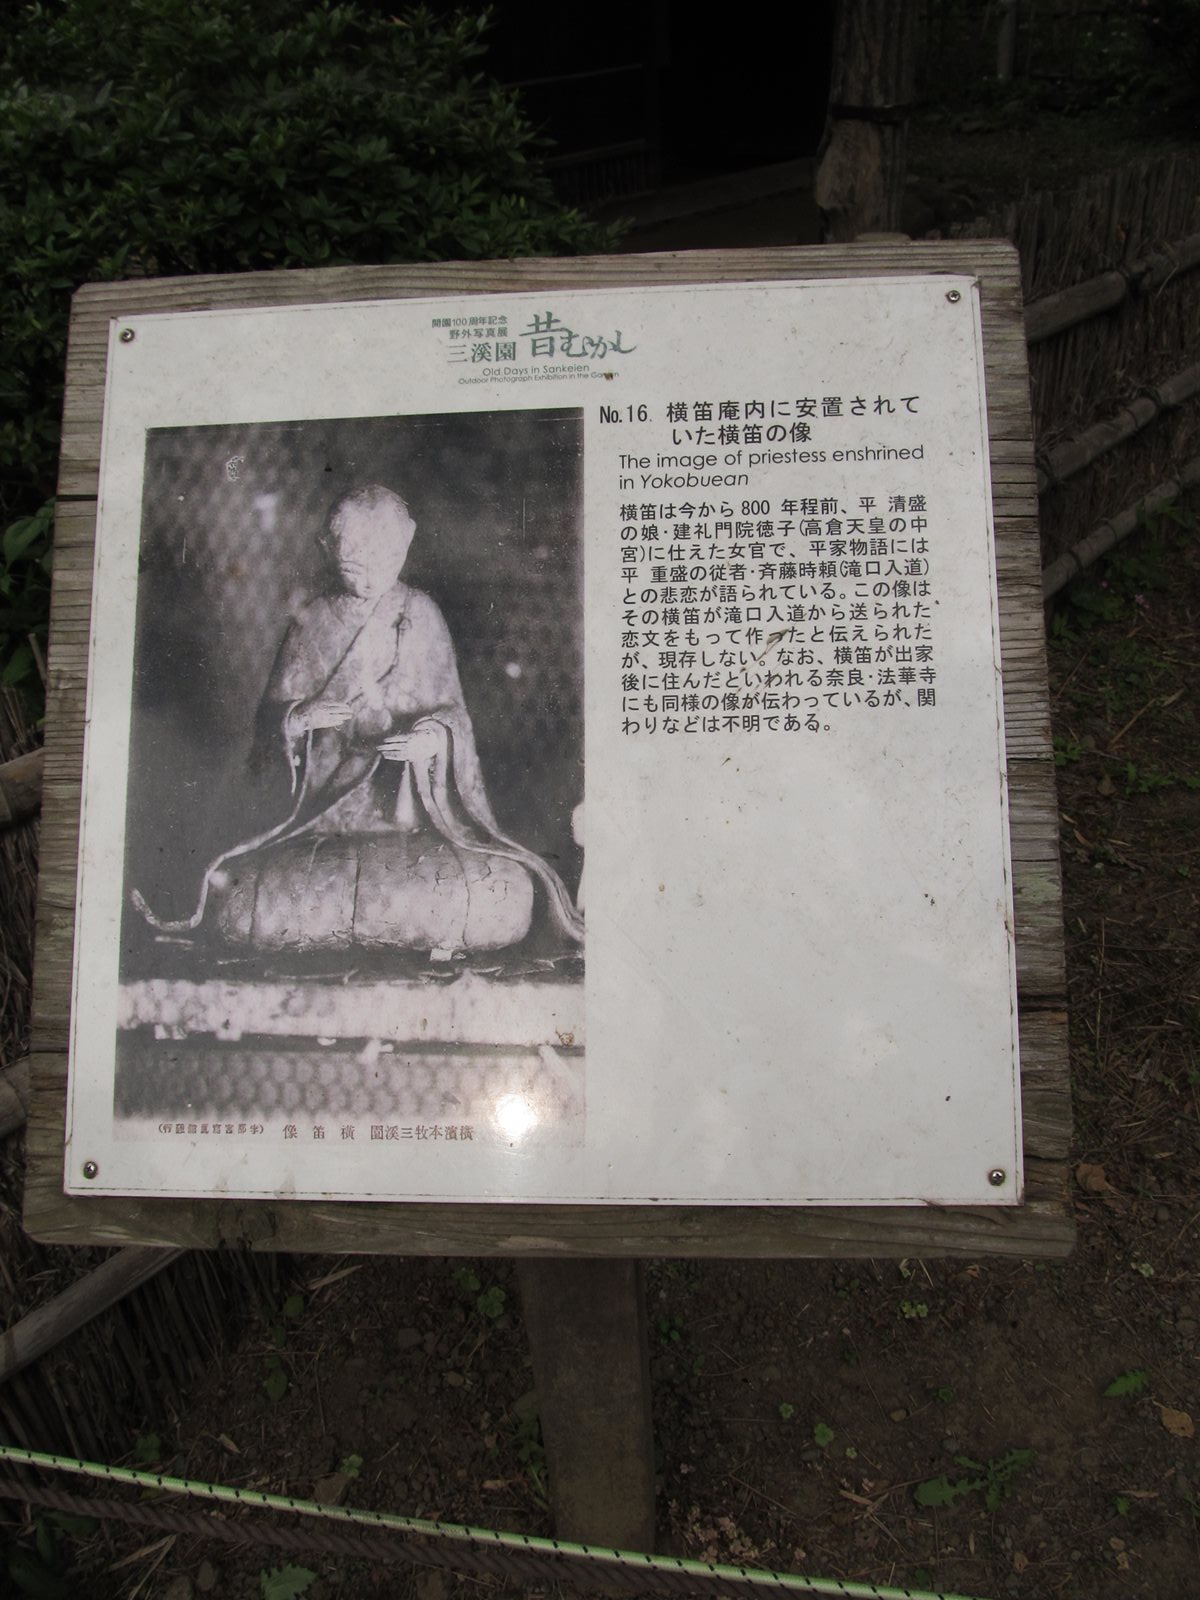 開園100周年記念
野外写真展
三溪園 昔むかし
Old Days in Sankeien
Outdoor Photograph Exhibition in the Garden
No.16. 横笛庵内に安置されて
いた横笛の像
The image of priestess enshrined
in Yokobuean
横笛は今から 800 年程前、平 清盛
の娘・建礼門院徳子(高倉天皇の中
宮)に仕えた女官で、平家物語には
平 重盛の従者・斉藤時頼(滝口入道)
との悲恋が語られている。この像は
その横笛が滝口入道から送られた
恋文をもって作ったと伝えられた
が、現存しない。なお、横笛が出家
後に住んだといわれる奈良・法華寺
にも同様の像が伝わっているが、関
わりなどは不明である。
(行印館真寫宮都宇) 像 笛 橫 園溪三牧本濱橫